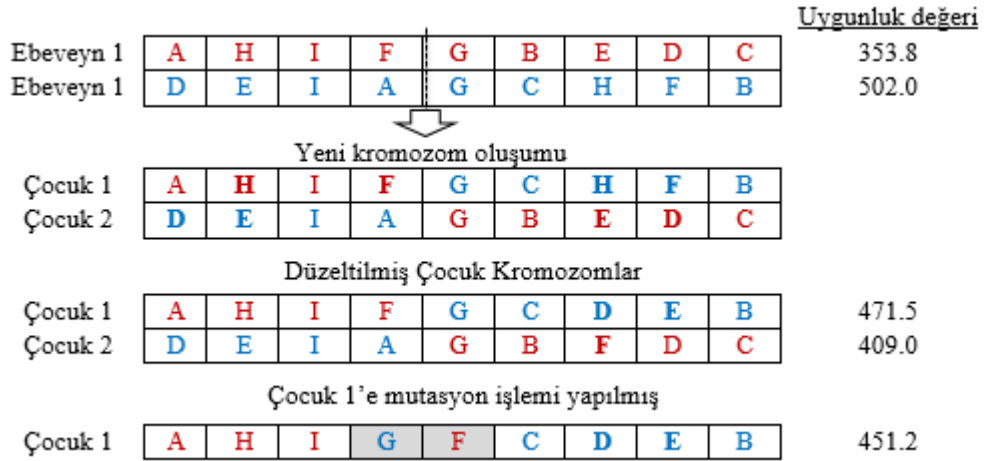 Uygunluk değeri
Ebeveyn 1 A H I F G B E D C 353.8
Ebeveyn 1 D E I A G C H F B 502.0
Yeni kromozom oluşumu
Çocuk 1 A H I F G C H F B
Çocuk 2 D E I A G B E D C
Düzeltilmiş Çocuk Kromozomlar
Çocuk 1 A H I F G C D E B 471.5
Çocuk 2 D E I A G B F D C 409.0
Çocuk 1’e mutasyon işlemi yapılmış
Çocuk 1 A H I G F C D E B 451.2